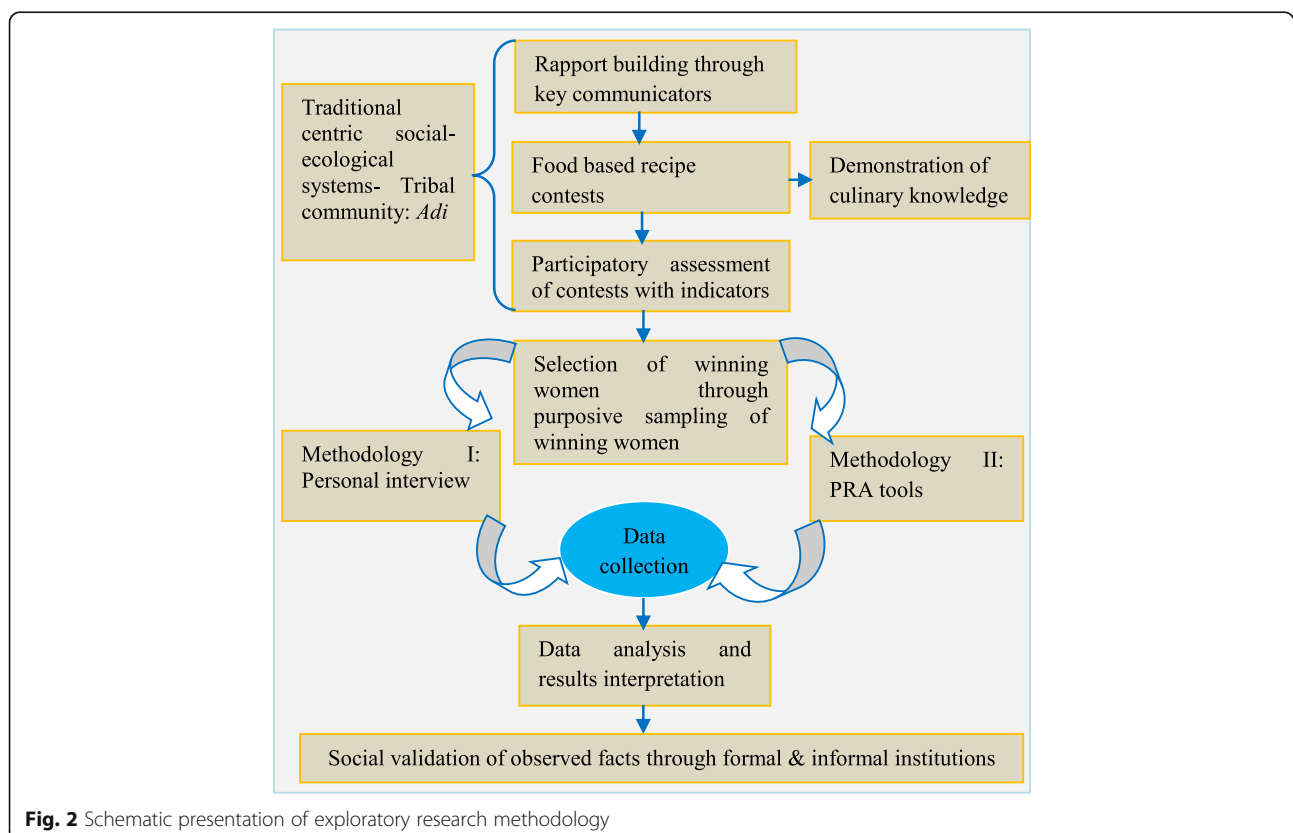 Rapport building through
key communicators
Traditional
centric social-
ecological
systems- Tribal
community: Adi
Food based recipe
contests
Demonstration of
culinary knowledge
Participatory assessment
of contests with indicators
Selection of winning
women through
purposive sampling of
winning women
Methodology I:
Personal interview
Methodology II:
PRA tools
Data
collection
Data analysis and
results interpretation
Social validation of observed facts through formal & informal institutions
Fig. 2 Schematic presentation of exploratory research methodology